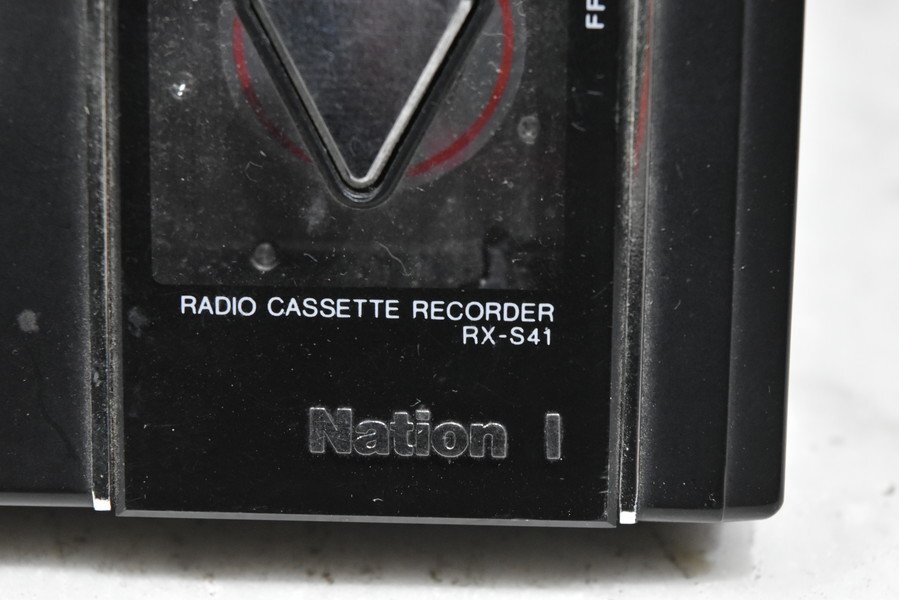 FF
RADIO CASSETTE RECORDER
RX-S41
Nation l